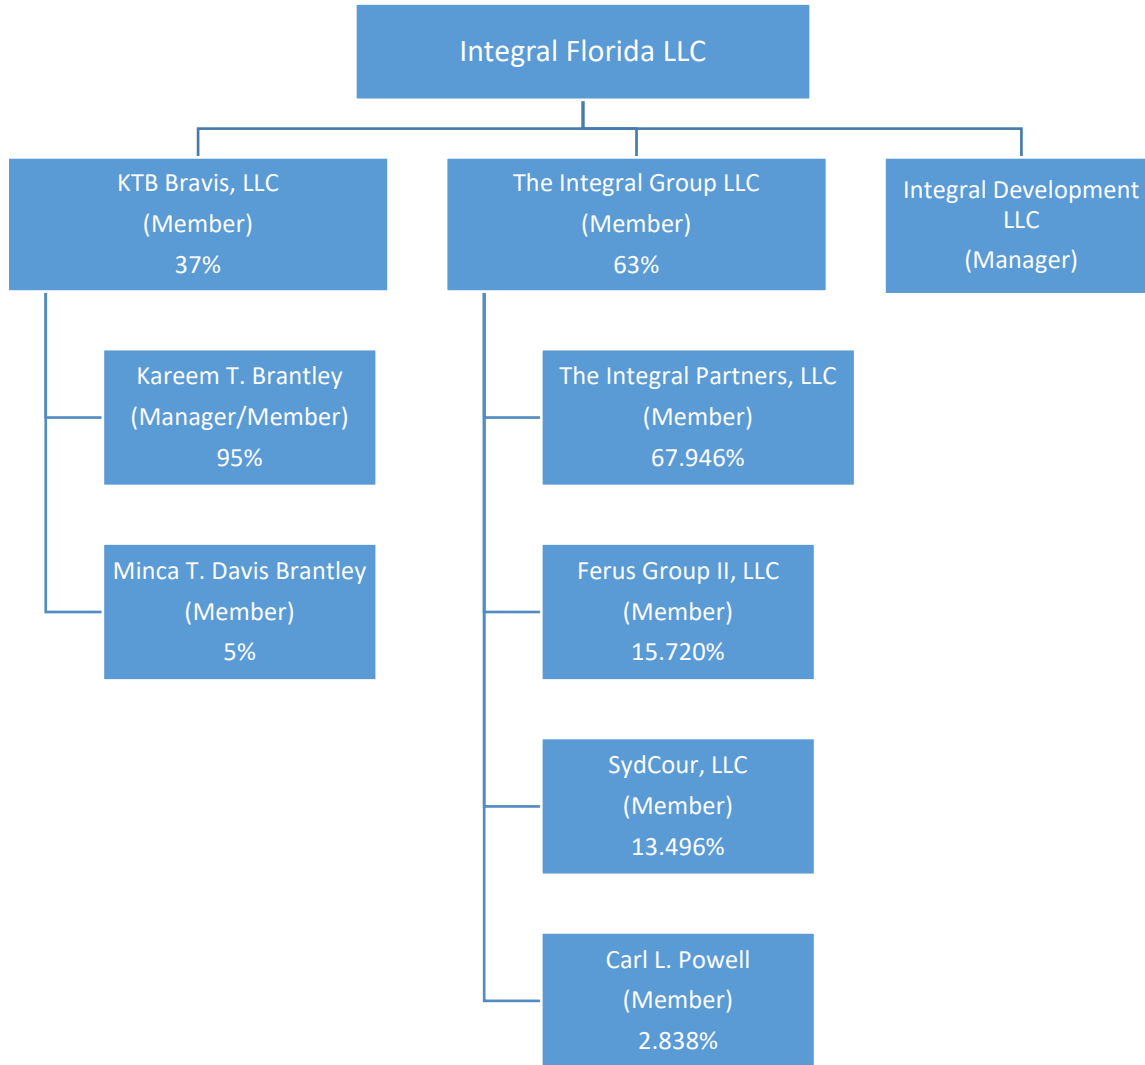 Integral Florida LLC
KTB Bravis, LLC
(Member)
37%
The Integral Group LLC
(Member)
63%
Integral Development
LLC
(Manager)
Kareem T. Brantley
(Manager/Member)
95%
The Integral Partners, LLC
(Member)
67.946%
Minca T. Davis Brantley
(Member)
5%
Ferus Group II, LLC
(Member)
15.720%
SydCour, LLC
(Member)
13.496%
Carl L. Powell
(Member)
2.838%